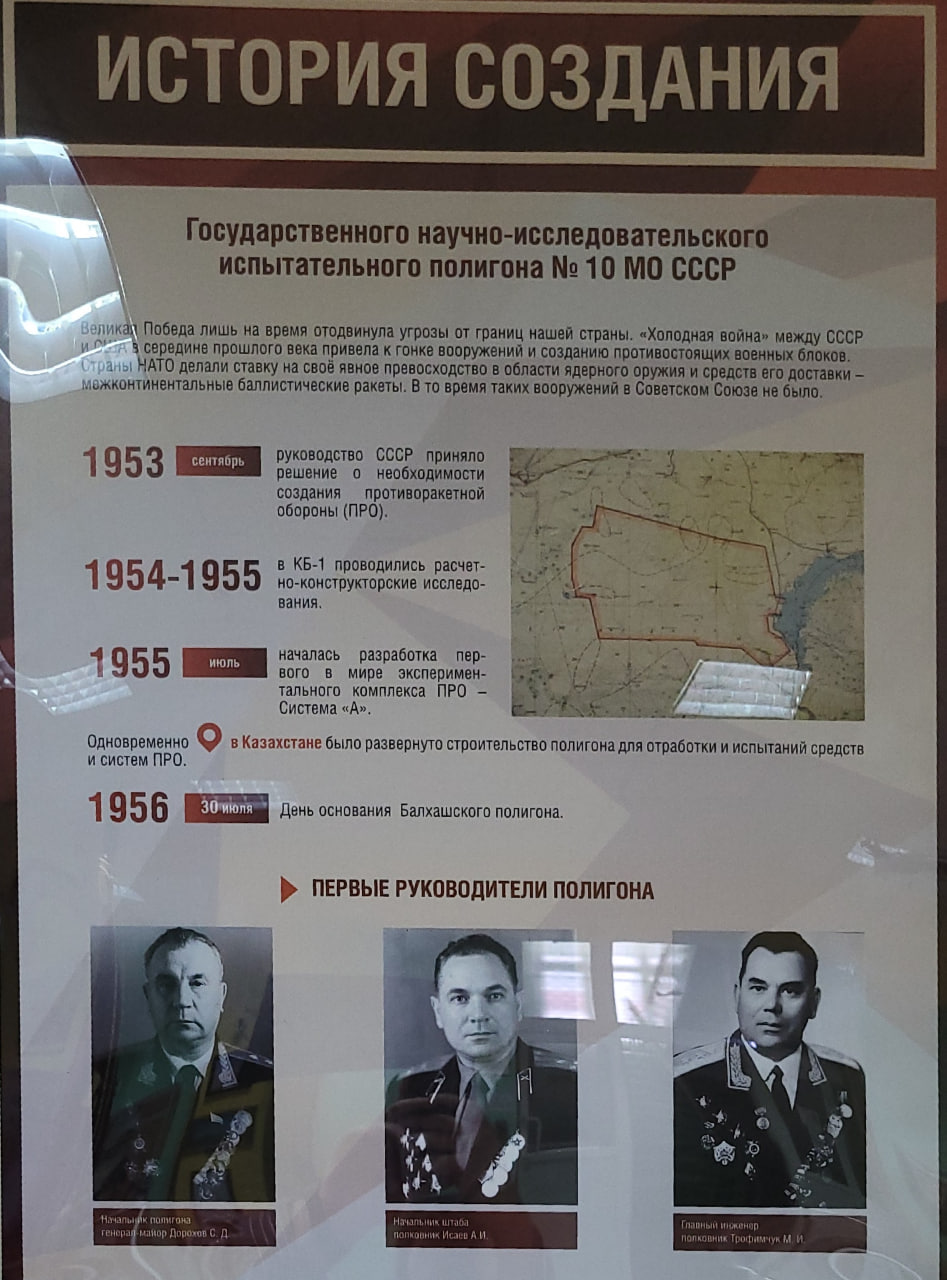 ИСТОРИЯ СОЗДАНИЯ
Государственного научно-исследовательского
испытательного полигона № 10 МО СССР
Великая Победа лишь на время отодвинула угрозы от границ нашей страны. «Холодная война» между СССР
и США в середине прошлого века привела к гонке вооружений и созданию противостоящих военных блоков.
Страны НАТО делали ставку на своё явное превосходство в области ядерного оружия и средств его доставки –
межконтинентальные баллистические ракеты. В то время таких вооружений в Советском Союзе не было.
1953 сентябрь
руководство СССР приняло
решение о необходимости
создания противоракетной
обороны (ПРО).
1954-1955
в КБ-1 проводились расчет-
но-конструкторские исследо-
вания.
1955 июль
началась разработка пер-
вого в мире эксперимен-
тального комплекса ПРО –
Система «А».
Одновременно в Казахстане было развернуто строительство полигона для отработки и испытаний средств
и систем ПРО.
1956 30 июля День основания Балхашского полигона.
ПЕРВЫЕ РУКОВОДИТЕЛИ ПОЛИГОНА
Начальник полигона
генерал-майор Дорохов С. Д.
Начальник штаба
полковник Исаев А.И.
Главный инженер
полковник Трофимчук М. И.